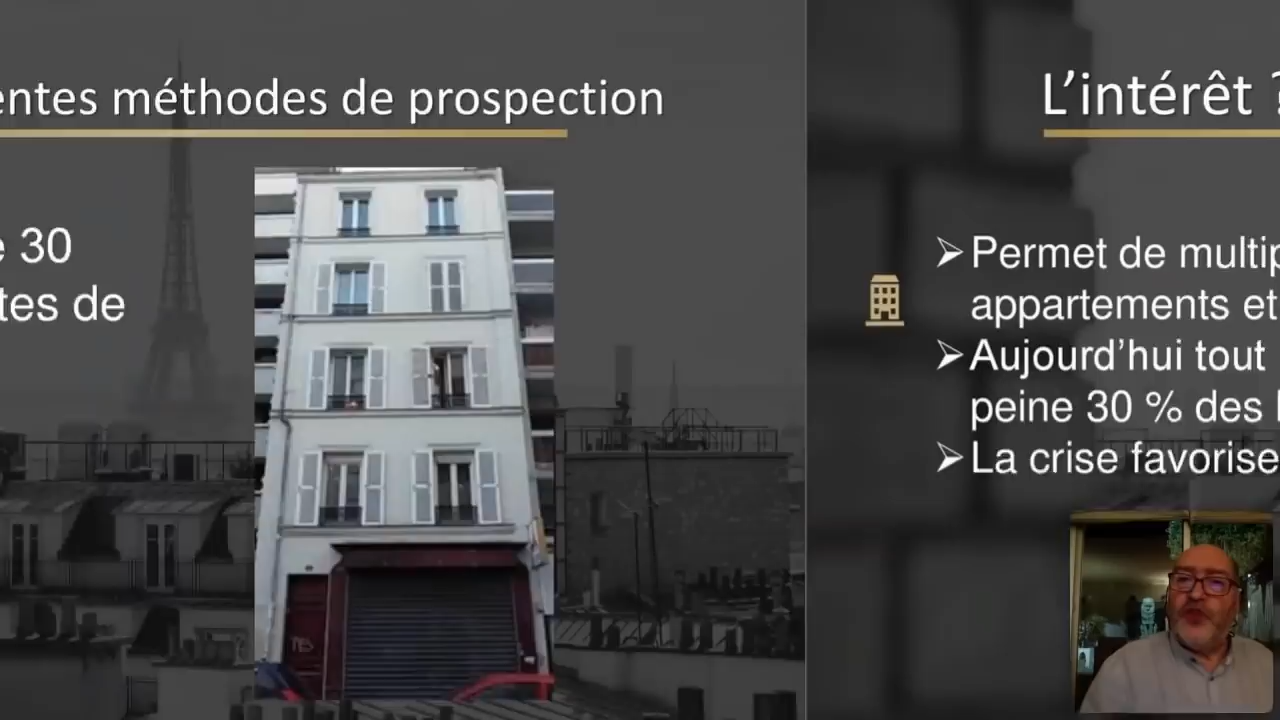 entes méthodes de prospection
e 30
tes de
L'intérêt ?
➢Permet de multip
appartements et
➢Aujourd'hui tout
peine 30 % des
➢La crise favorise